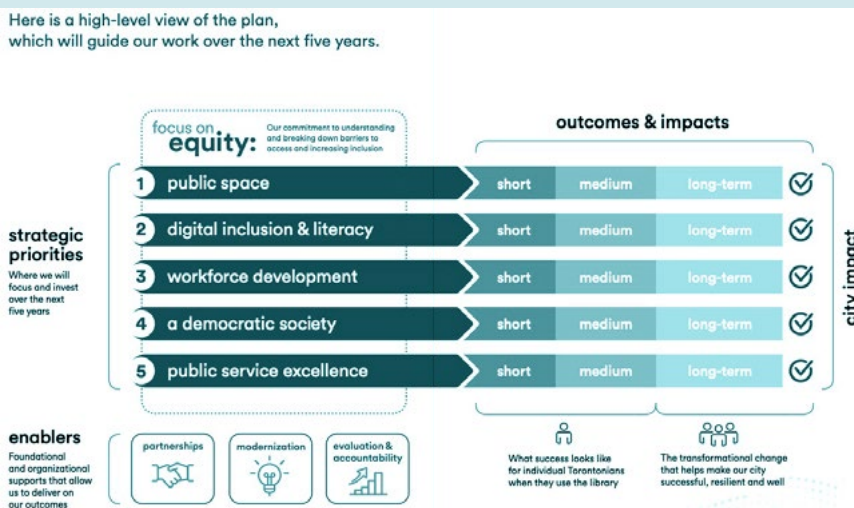 Here is a high-level view of the plan,
which will guide our work over the next five years.
focus on
equity:
Our commitment to understanding
and breaking down barriers to
access and increasing inclusion
outcomes & impacts
strategic
priorities
Where we will
focus and invest
over the next
five years
1 public space short medium long-term
2 digital inclusion & literacy short medium long-term
3 workforce development short medium long-term
4 a democratic society short medium long-term
5 public service excellence short medium long-term
city impact
enablers
Foundational
and organizational
supports that allow
us to deliver on
our outcomes
partnerships
modernization
evaluation &
accountability
What success looks like
for individual Torontonians
when they use the library
The transformational change
that helps make our city
successful, resilient and well